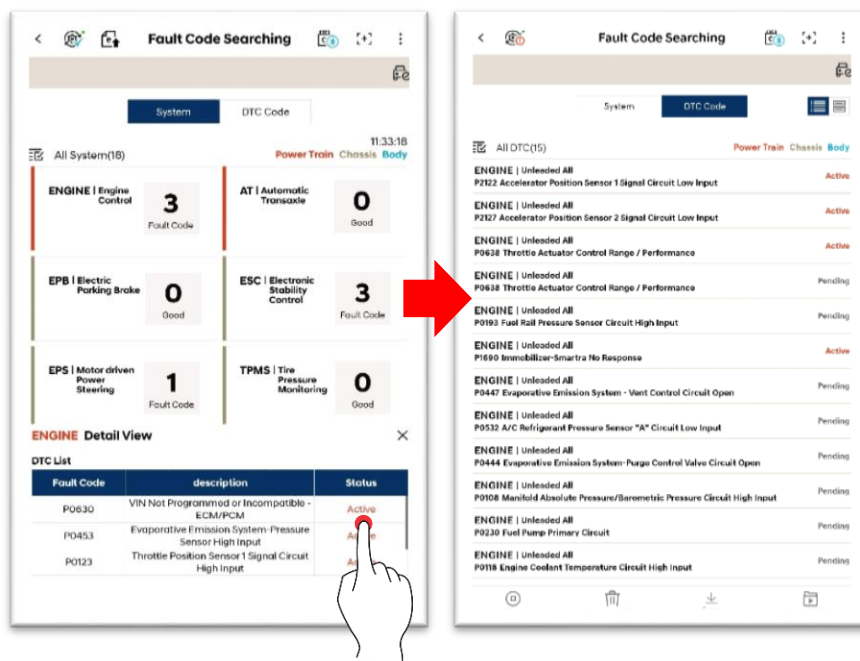 Fault Code Searching
System
DTC Code
11:33:18
All System(18)
Power Train Chassis Body
ENGINE | Engine
Control
3
Fault Code
AT | Automatic
Transaxle
0
Good
EPB | Electric
Parking Brake
0
Good
ESC | Electronic
Stability
Control
3
Fault Code
EPS | Motor driven
Power
Steering
1
Fault Code
TPMS | Tire
Pressure
Monitoring
0
Good
ENGINE Detail View
DTC List
Fault Code description Status
P0630 VIN Not Programmed or Incompatible - Active
ECM/PCM
P0453 Evaporative Emission System-Pressure
Sensor High Input
P0123 Throttle Position Sensor 1 Signal Circuit
High Input
Fault Code Searching
System
DTC Code
All DTC(15)
Power Train Chassis Body
ENGINE | Unleaded All
P2122 Accelerator Position Sensor 1 Signal Circuit Low Input
Active
ENGINE | Unleaded All
P2127 Accelerator Position Sensor 2 Signal Circuit Low Input
Active
ENGINE | Unleaded All
P0638 Throttle Actuator Control Range / Performance
Active
ENGINE | Unleaded All
P0638 Throttle Actuator Control Range / Performance
Pending
ENGINE | Unleaded All
P0193 Fuel Rail Pressure Sensor Circuit High Input
Pending
ENGINE | Unleaded All
P1690 Immobilizer-Smartra No Response
Active
ENGINE | Unleaded All
P0447 Evaporative Emission System - Vent Control Circuit Open
Pending
ENGINE | Unleaded All
P0532 A/C Refrigerant Pressure Sensor "A" Circuit Low Input
Pending
ENGINE | Unleaded All
P0444 Evaporative Emission System-Purge Control Valve Circuit Open
Pending
ENGINE | Unleaded All
P0108 Manifold Absolute Pressure/Barometric Pressure Circuit High Input
Pending
ENGINE | Unleaded All
P0230 Fuel Pump Primary Circuit
Pending
ENGINE | Unleaded All
P0118 Engine Coolant Temperature Circuit High Input
Pending